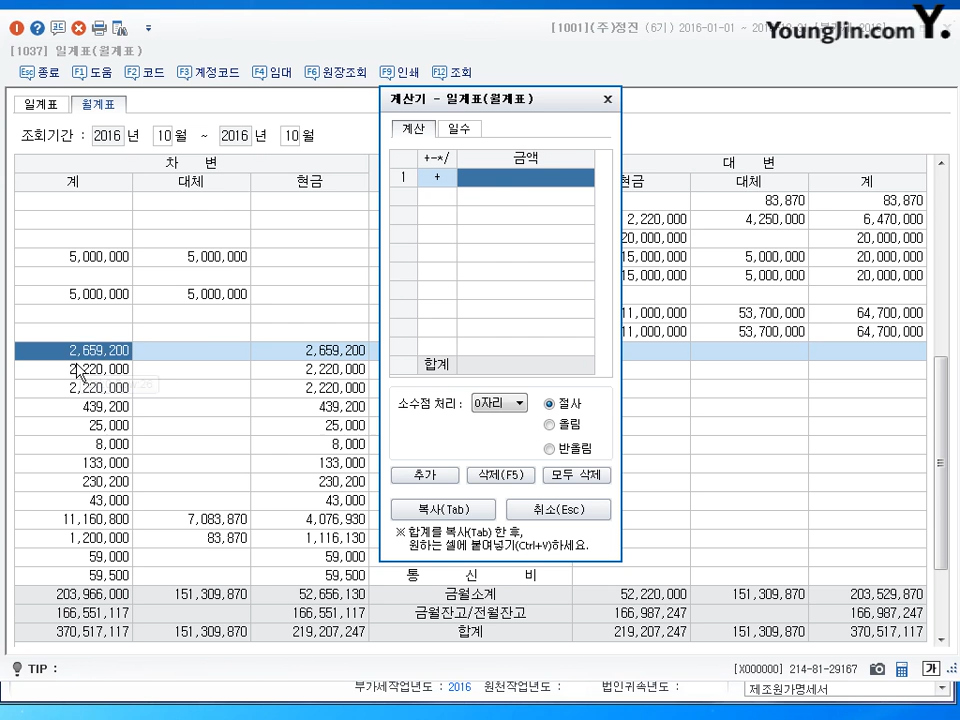 [1001](주)정진 (6기) 2016-01-01 ~
YoungJin.com Y.
[1037] 일계표(월계표)
Esc 종료 F1 도움 F2 코드 F3 계정코드 F4 임대 F6 원장조회 F9 인쇄 F12 조회
일계표 월계표
조회기간 : 2016 년 10 월 ~ 2016 년 10 월
차 변 대 변
계 대체 현금 현금 대체 계
83,870 83,870
2,220,000 4,250,000 6,470,000
20,000,000 20,000,000
5,000,000 5,000,000 15,000,000 5,000,000 20,000,000
15,000,000 5,000,000 20,000,000
5,000,000 5,000,000
11,000,000 53,700,000 64,700,000
11,000,000 53,700,000 64,700,000
2,659,200 2,659,200
2,220,000 2,220,000
2,220,000 2,220,000
439,200 439,200
25,000 25,000
8,000 8,000
133,000 133,000
230,200 230,200
43,000 43,000
11,160,800 7,083,870 4,076,930
1,200,000 83,870 1,116,130
59,000 59,000
59,500 59,500 통 신 비
203,966,000 151,309,870 52,656,130 금월소계 52,220,000 151,309,870 203,529,870
166,551,117 166,551,117 금월잔고/전월잔고 166,987,247 166,987,247
370,517,117 151,309,870 219,207,247 합계 219,207,247 151,309,870 370,517,117
계산기 - 일계표(월계표) x
계산 일수
+-*/ 금액
1 +
합계
소수점 처리: 0자리 절사
올림
반올림
추가 삭제(F5) 모두 삭제
복사(Tab) 취소(Esc)
※ 합계를 복사(Tab) 한 후,
원하는 셀에 붙여넣기(Ctrl+V)하세요.
TIP :
[X000000] 214-81-29167 가
부가세작업년도 : 2016 원천작업년도 : 법인귀속년도 : 제조원가명세서